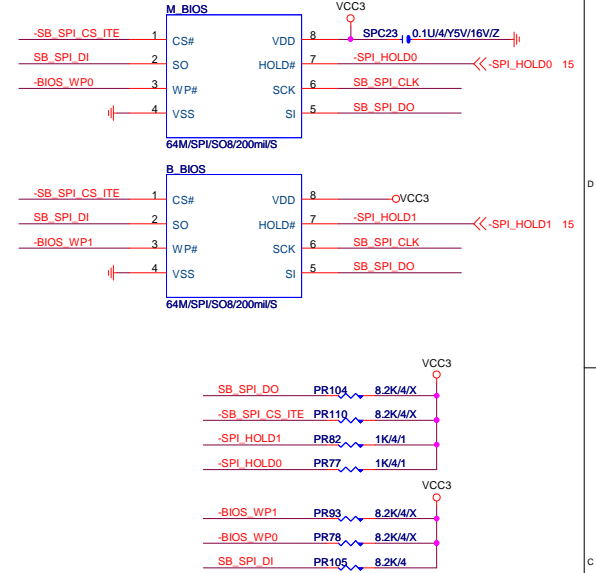 M_BIOS
VCC3
-SB_SPI_CS_ITE 1 CS# VDD 8 SPC23 0.1U/4/Y5V/16V/Z
SB_SPI_DI 2 SO HOLD# 7 -SPI_HOLD0 -SPI_HOLD0 15
-BIOS_WP0 3 WP# SCK 6 SB_SPI_CLK
4 VSS SI 5 SB_SPI_DO
64M/SPI/SO8/200mil/S
B_BIOS
-SB_SPI_CS_ITE 1 CS# VDD 8 VCC3
D
SB_SPI_DI 2 SO HOLD# 7 -SPI_HOLD1 -SPI_HOLD1 15
-BIOS_WP1 3 WP# SCK 6 SB_SPI_CLK
4 VSS SI 5 SB_SPI_DO
64M/SPI/SO8/200mil/S
VCC3
SB_SPI_DO PR104 8.2K/4/X
-SB_SPI_CS_ITE PR110 8.2K/4/X
-SPI_HOLD1 PR82 1K/4/1
-SPI_HOLD0 PR77 1K/4/1
VCC3
-BIOS_WP1 PR93 8.2K/4/X
-BIOS_WP0 PR78 8.2K/4/X
SB_SPI_DI PR105 8.2K/4
C